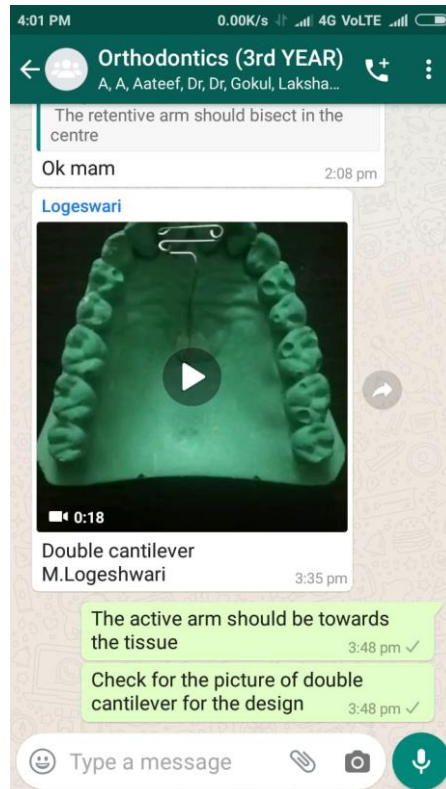 4:01 PM 0.00K/s 4G VoLTE
Orthodontics (3rd YEAR)
A, A, Aateef, Dr, Dr, Gokul, Laksha...
The retentive arm should bisect in the
centre
Ok mam 2:08 pm
Logeswari
0:18
Double cantilever
M.Logeshwari 3:35 pm
The active arm should be towards
the tissue 3:48 pm
Check for the picture of double
cantilever for the design 3:48 pm
Type a message